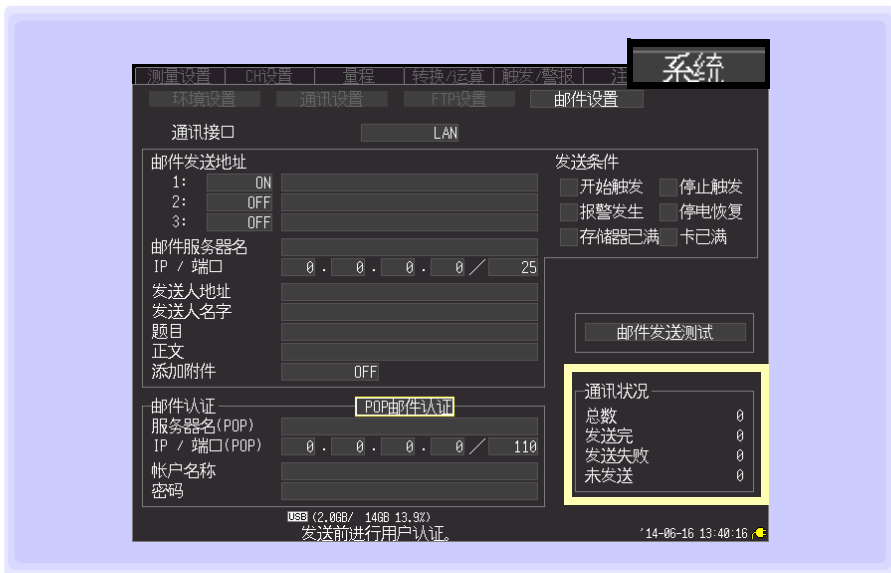 系统
测量设置 CH设置 量程 转换/运算 触发/警报 注
环境设置 通讯设置 FTP设置 邮件设置
通讯接口 LAN
邮件发送地址
1: ON
2: OFF
3: OFF
邮件服务器名
IP / 端口 0. 0. 0. 0/ 25
发送人地址
发送人名字
题目
正文
添加附件 OFF
发送条件
开始触发 停止触发
报警发生 停电恢复
存储器已满 卡已满
邮件发送测试
邮件认证 POP邮件认证
服务器名(POP)
IP / 端口(POP) 0. 0. 0. 0/ 110
帐户名称
密码
通讯状况
总数 0
发送完 0
发送失败 0
未发送 0
USB (2.0GB/ 14GB 13.9%)
发送前进行用户认证。
'14-06-16 13:40:16